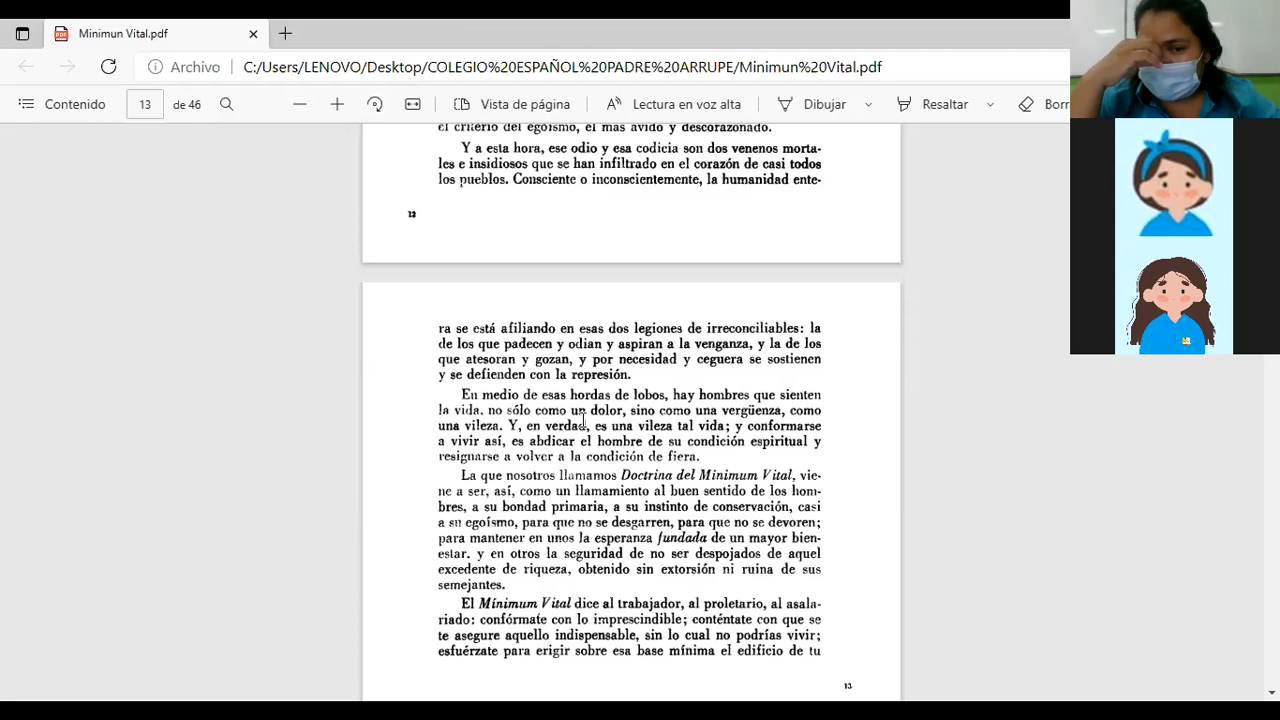 Minimun Vital.pdf
Archivo
C:/Users/LENOVO/Desktop/COLEGIO%20ESPAÑOL%20PADRE%20ARRUPE/Minimun%20Vital.pdf
Contenido
13
de 46
Vista de página
Lectura en voz alta
Dibujar
Resaltar
Borr
el criterio del egoísmo, el más ávido y descorazonado.
Y a esta hora, ese odio y esa codicia son dos venenos morta-
les e insidiosos que se han infiltrado en el corazón de casi todos
los pueblos. Consciente o inconscientemente, la humanidad ente-
12
ra se está afiliando en esas dos legiones de irreconciliables: la
de los que padecen y odian y aspiran a la venganza, y la de los
que atesoran y gozan, y por necesidad y ceguera se sostienen
y se defienden con la represión.
En medio de esas hordas de lobos, hay hombres que sienten
la vida, no sólo como un dolor, sino como una vergüenza, como
una vileza. Y, en verdad, es una vileza tal vida; y conformarse
a vivir así, es abdicar el hombre de su condición espiritual y
resignarse a volver a la condición de fiera.
La que nosotros llamamos Doctrina del Mínimum Vital, vie-
ne a ser, así, como un llamamiento al buen sentido de los hom-
bres, a su bondad primaria, a su instinto de conservación, casi
a su egoísmo, para que no se desgarren, para que no se devoren;
para mantener en unos la esperanza fundada de un mayor bien-
estar, y en otros la seguridad de no ser despojados de aquel
excedente de riqueza, obtenido sin extorsión ni ruina de sus
semejantes.
El Mínimum Vital dice al trabajador, al proletario, al asala-
riado: confórmate con lo imprescindible; conténtate con que se
te asegure aquello indispensable, sin lo cual no podrías vivir;
esfuérzate para erigir sobre esa base mínima el edificio de tu
13